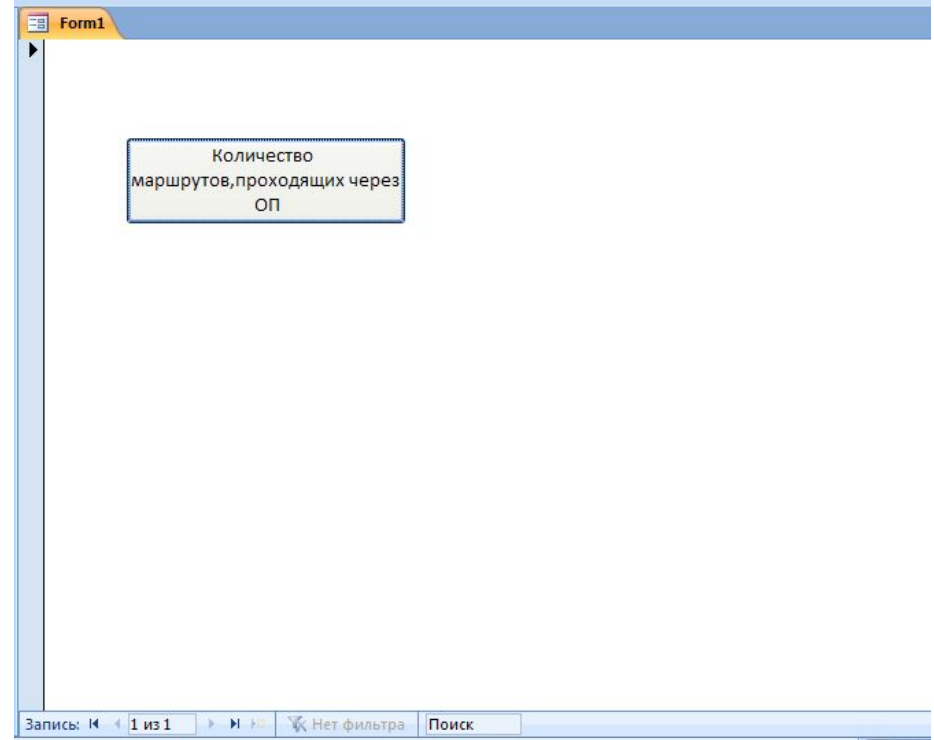 Form1
Количество
маршрутов,проходящих через
ОП
Запись: 1 из 1 Нет фильтра Поиск